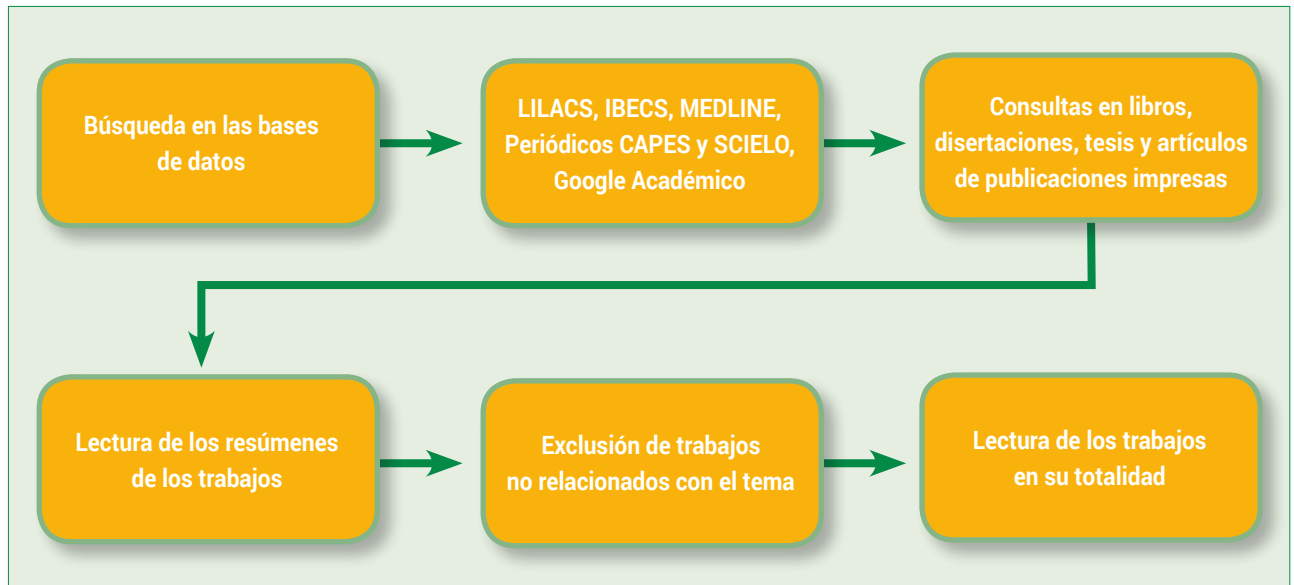 Búsqueda en las bases
de datos
LILACS, IBECS, MEDLINE,
Periódicos CAPES y SCIELO,
Google Académico
Consultas en libros,
disertaciones, tesis y artículos
de publicaciones impresas
Lectura de los resúmenes
de los trabajos
Exclusión de trabajos
no relacionados con el tema
Lectura de los trabajos
en su totalidad